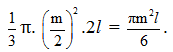 1/3 π. (m/2)². 2l = πm²l/6 .